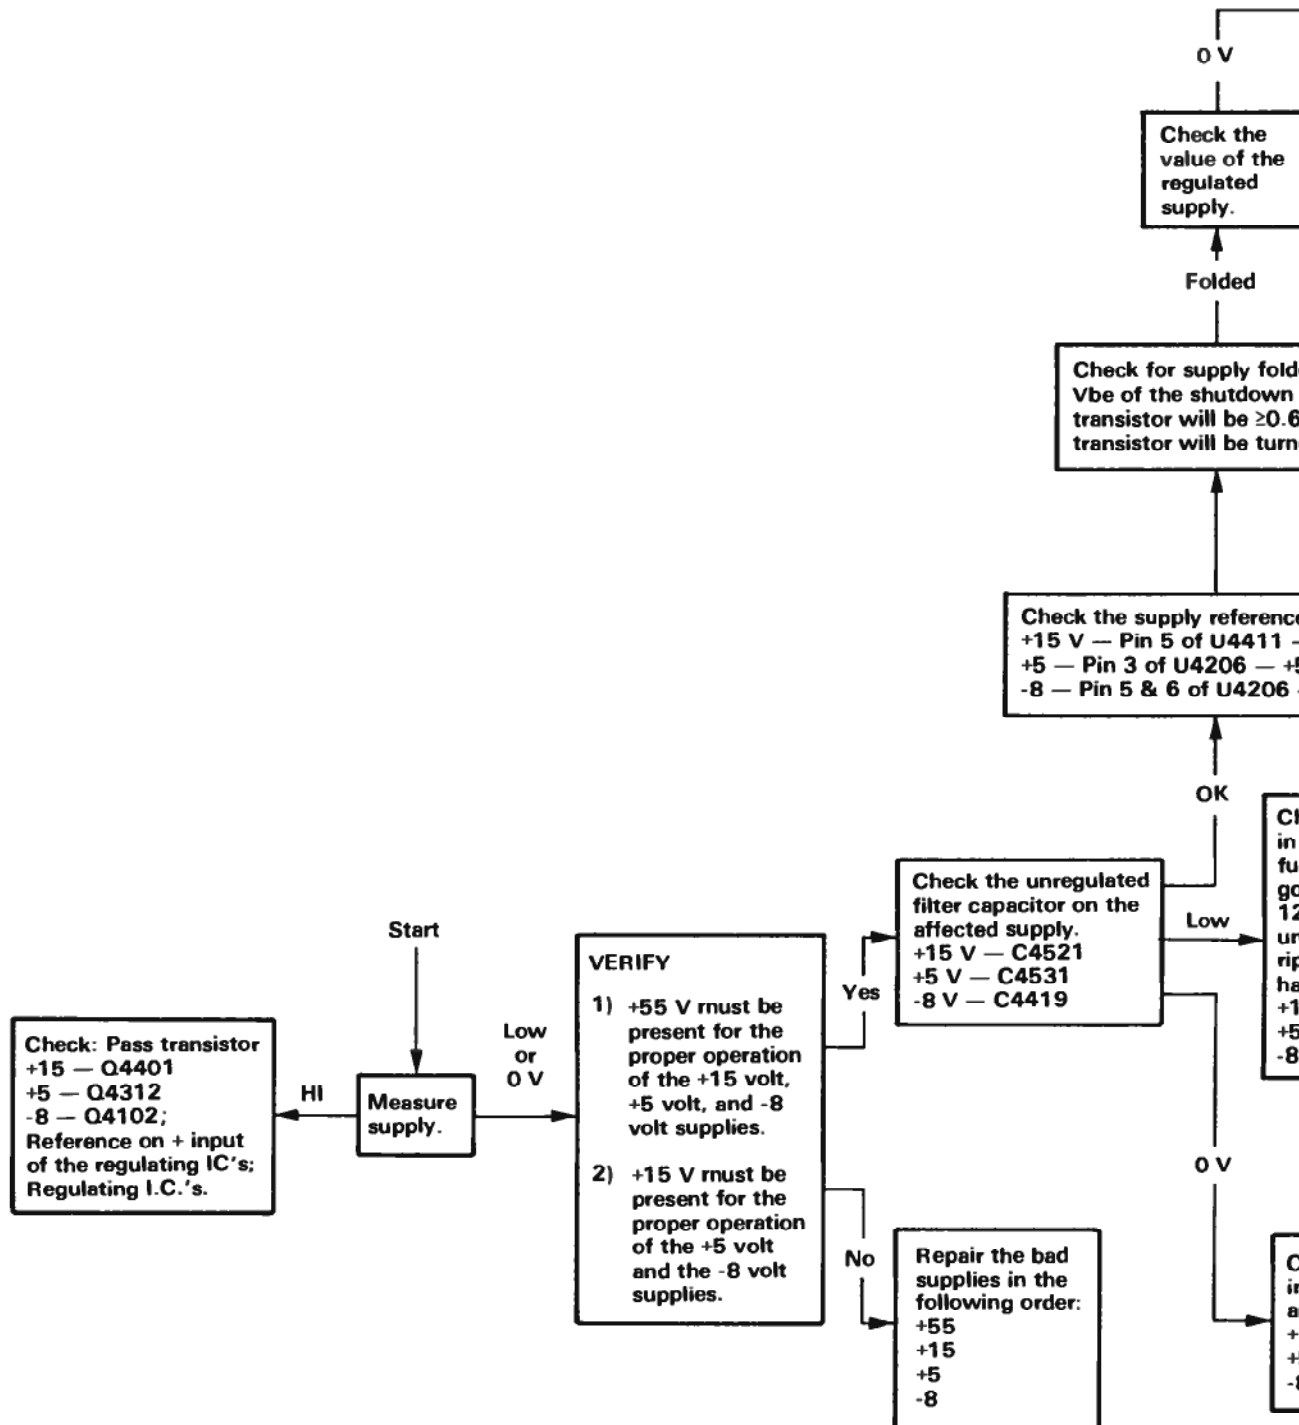 0 V
Check the
value of the
regulated
supply.
Folded
Check for supply
Vbe of the shutdown
transistor will be ≥0.6
transistor will be
Check the supply
+15 V — Pin 5 of U4411 -
+5 — Pin 3 of U4206 —
-8 — Pin 5 & 6 of U4206
OK
in
12
Check the unregulated
filter capacitor on the
affected supply.
+15 V — C4521
+5 V — C4531
-8 V — C4419
Low
+5
-8
Start
VERIFY
1) +55 V must be
present for the
proper operation
of the +15 volt,
+5 volt, and -8
volt supplies.
2) +15 V must be
present for the
proper operation
of the +5 volt
and the -8 volt
supplies.
Yes
Low
or
0 V
Check: Pass transistor
+15 — Q4401
+5 — Q4312
-8 — Q4102;
Reference on + input
of the regulating IC's;
Regulating I.C.'s.
HI
Measure
supply.
0 V
No
Repair the bad
supplies in the
following order:
+55
+15
+5
-8